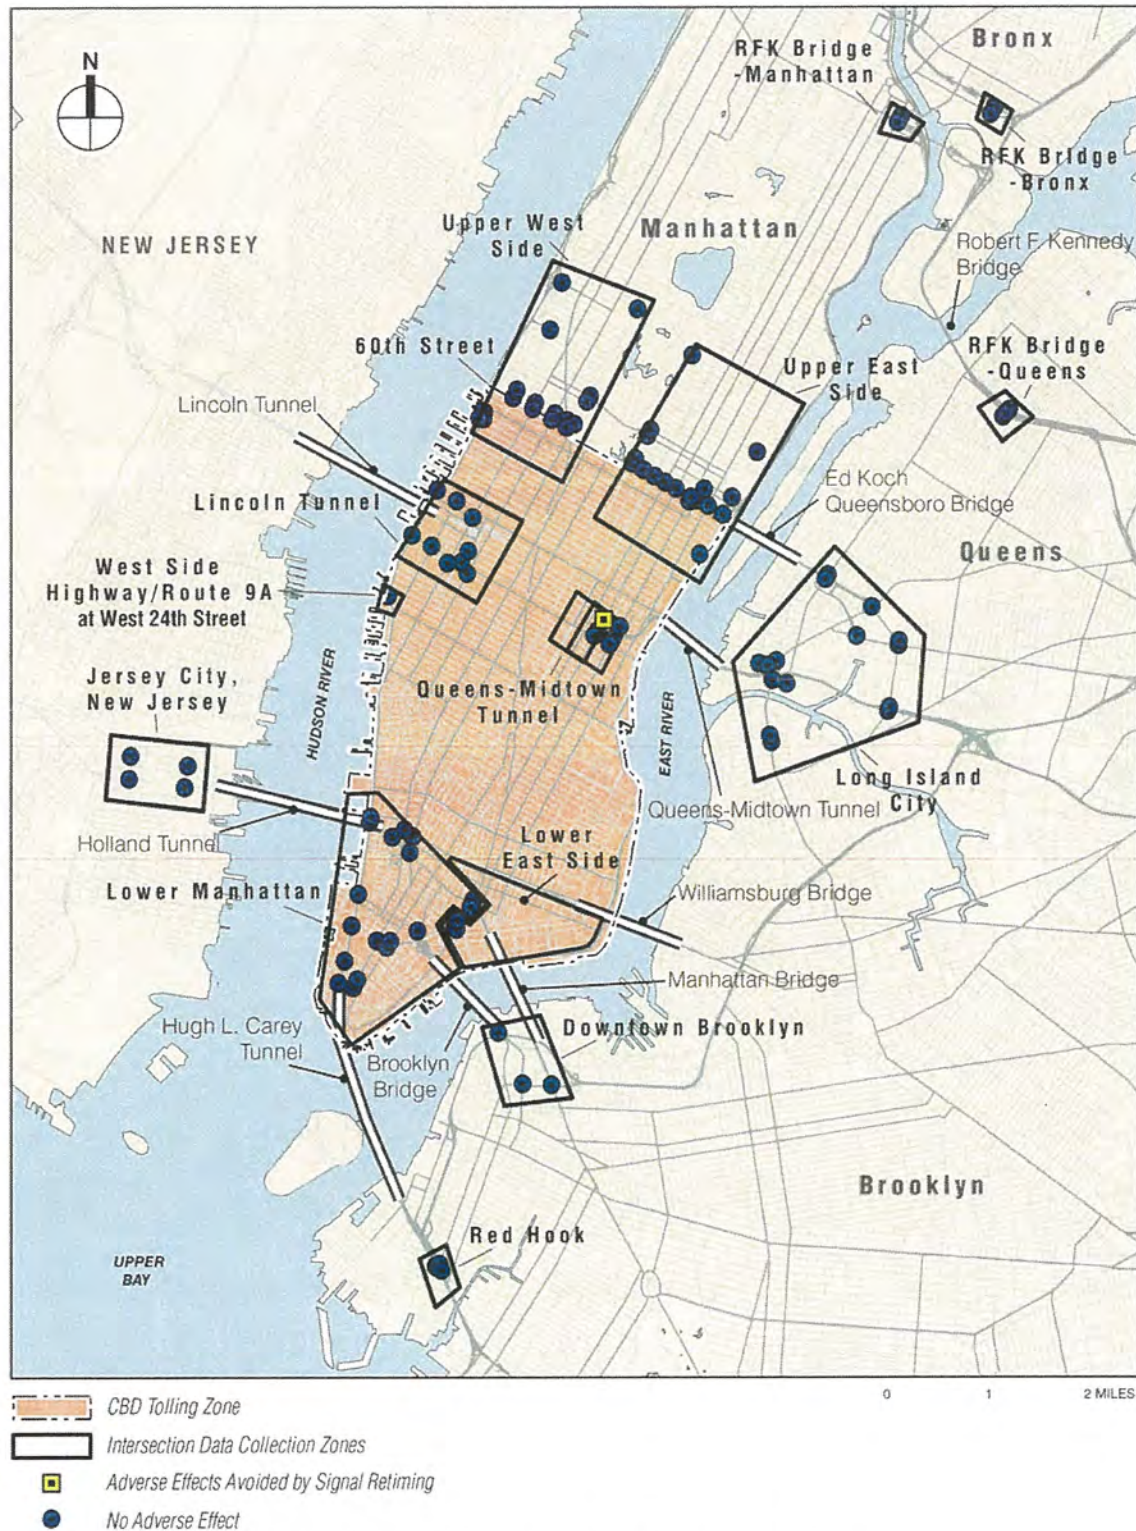 N
Bronx
RFK Bridge
-Manhattan
RFK Bridge
-Bronx
Upper West
Side
Manhattan
NEW JERSEY
Robert F. Kennedy
Bridge
60th Street
RFK Bridge
-Queens
Upper East
Side
Lincoln Tunnel
Ed Koch
Queensboro Bridge
Lincoln Tunnel
Queens
West Side
Highway/Route 9A
at West 24th Street
Jersey City,
New Jersey
HUDSON RIVER
Queens-Midtown
Tunnel
EAST RIVER
Long Island
City
Queens-Midtown Tunnel
Holland Tunnel
Lower
East Side
Lower Manhattan
Williamsburg Bridge
Manhattan Bridge
Hugh L. Carey
Tunnel
Brooklyn
Bridge
Downtown Brooklyn
Brooklyn
Red Hook
UPPER
BAY
0 1 2 MILES
CBD Tolling Zone
Intersection Data Collection Zones
Adverse Effects Avoided by Signal Retiming
No Adverse Effect